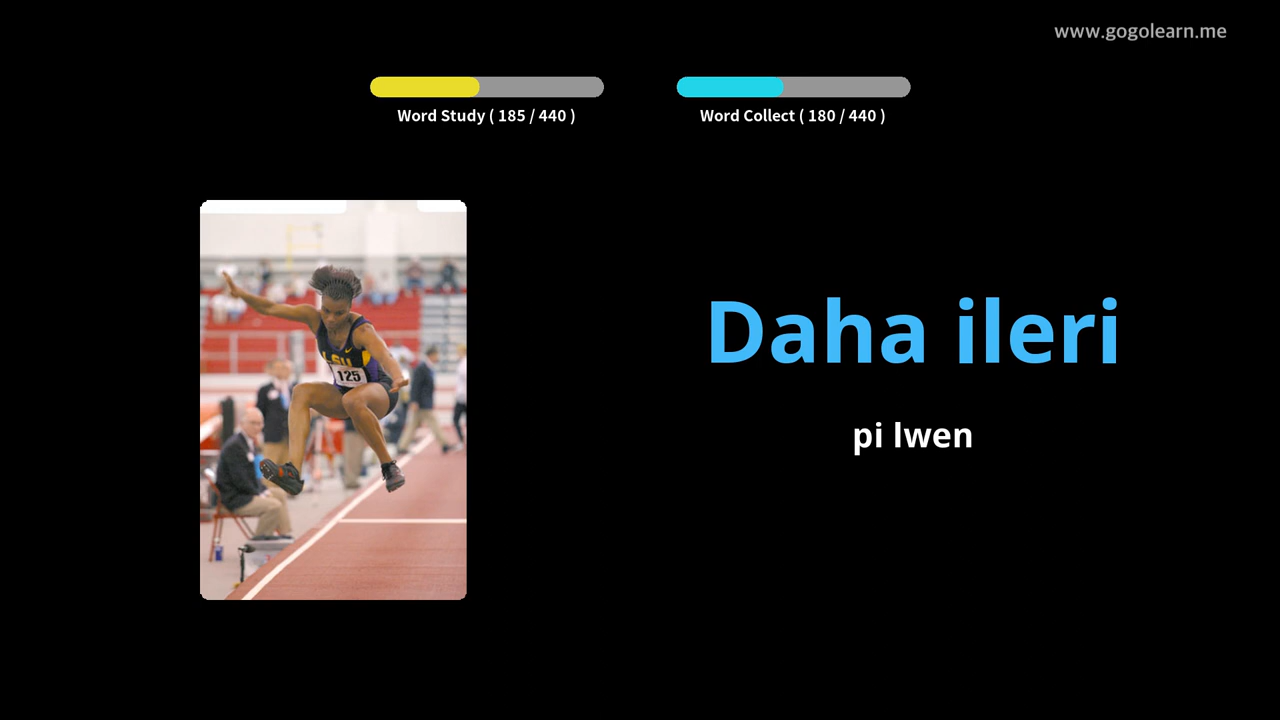 www.gogolearn.me
Word Study ( 185 / 440 )
Word Collect ( 180 / 440 )
LSU
125
Daha ileri
pi lwen